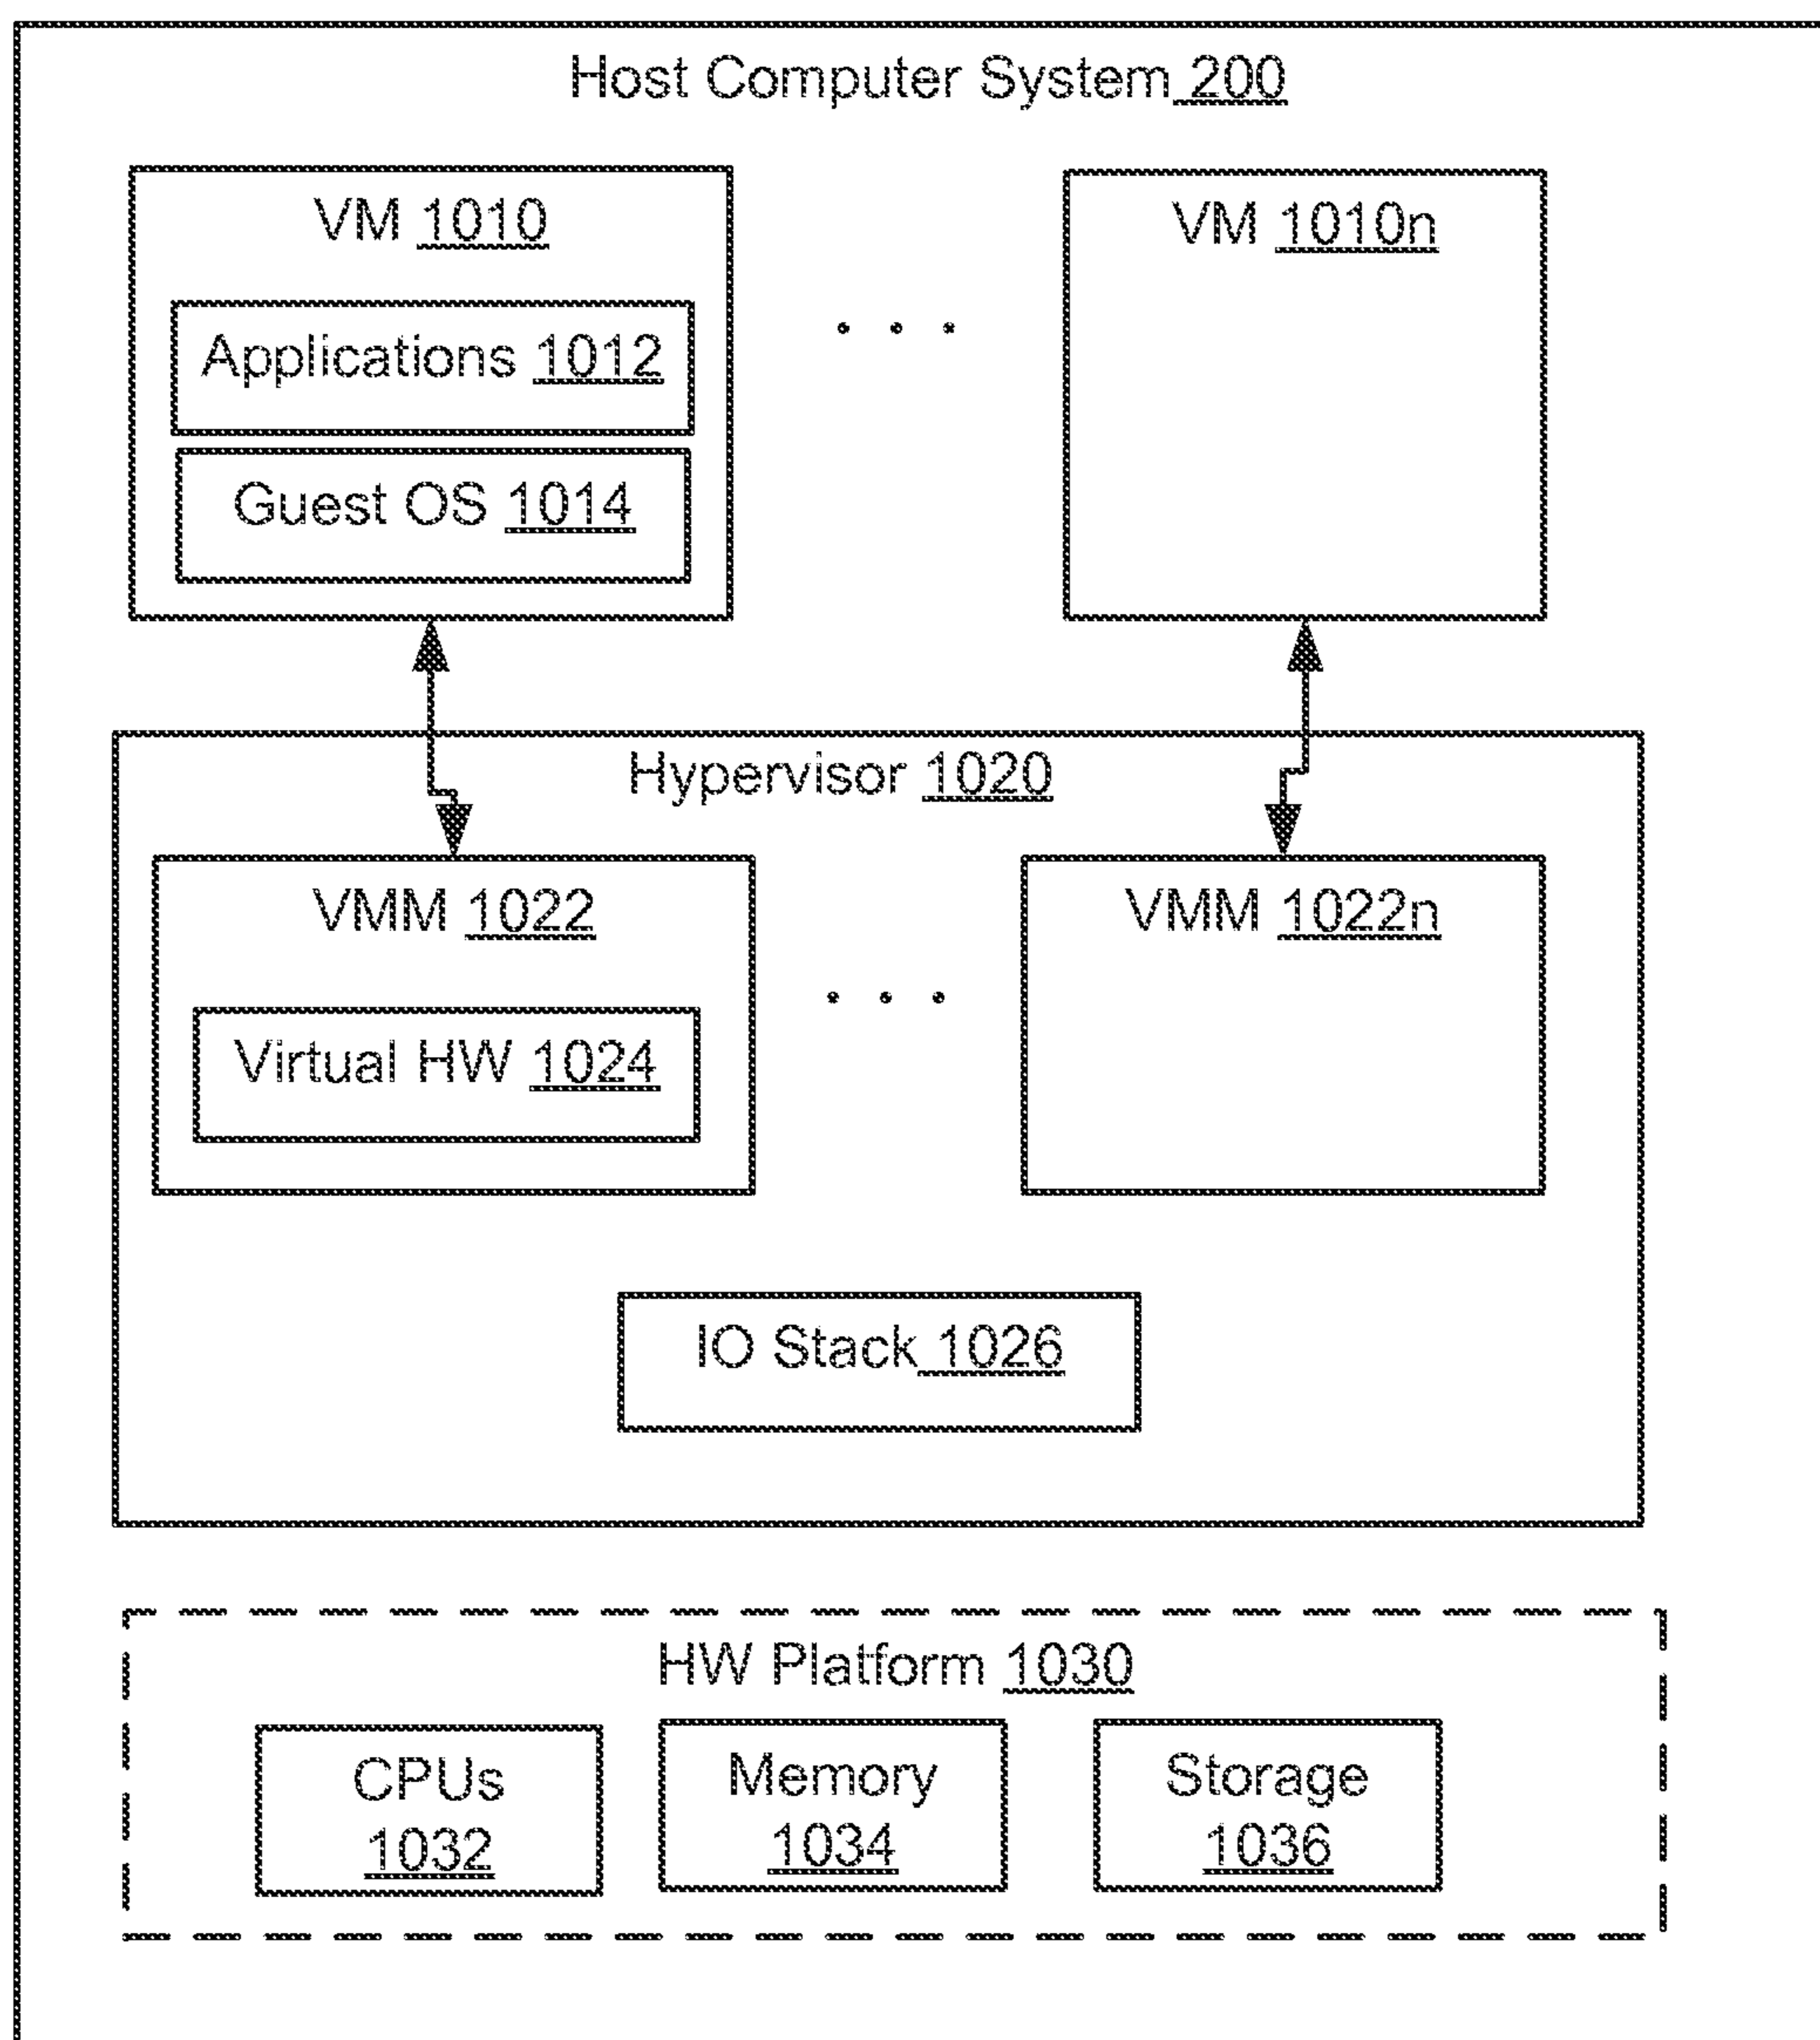 Host Computer System 200
VM 1010
VM 1010n
Applications 1012
Guest OS 1014
. . .
Hypervisor 1020
VMM 1022
VMM 1022n
Virtual HW 1024
. . .
IO Stack 1026
HW Platform 1030
CPUs
1032
Memory
1034
Storage
1036